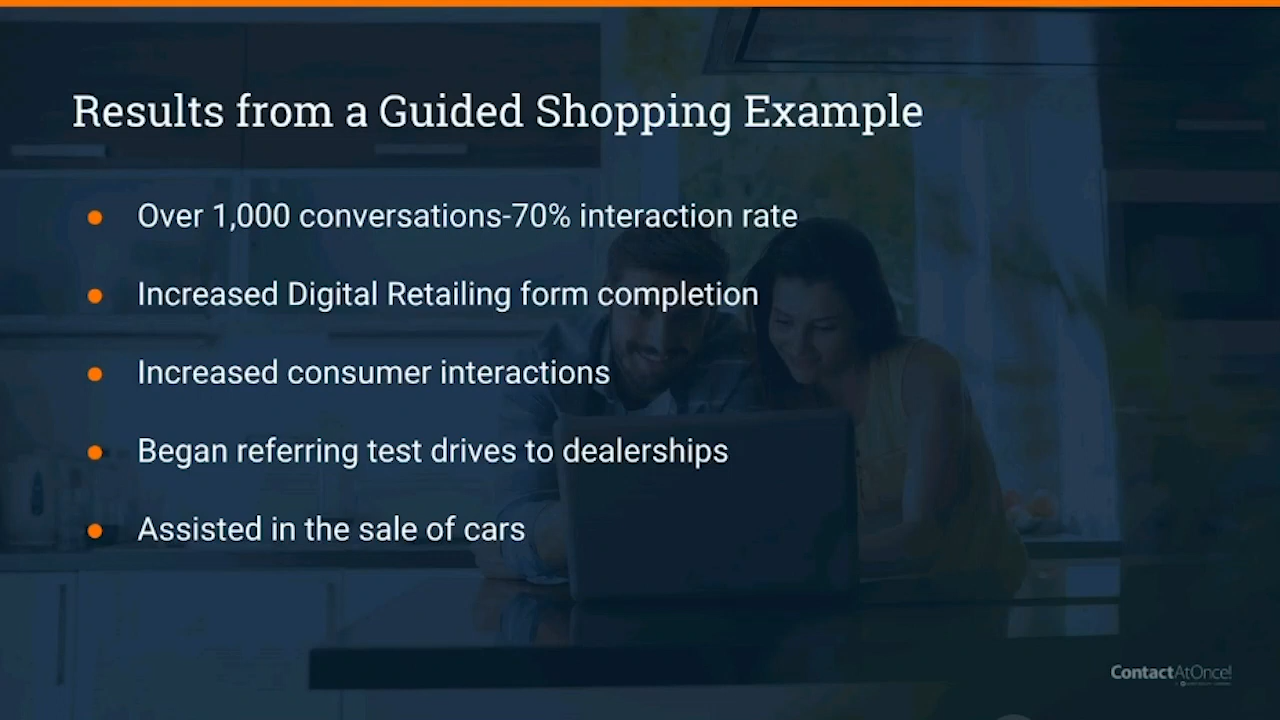 Results from a Guided Shopping Example
Over 1,000 conversations-70% interaction rate
Increased Digital Retailing form completion
Increased consumer interactions
Began referring test drives to dealerships
Assisted in the sale of cars
ContactAtOnce!